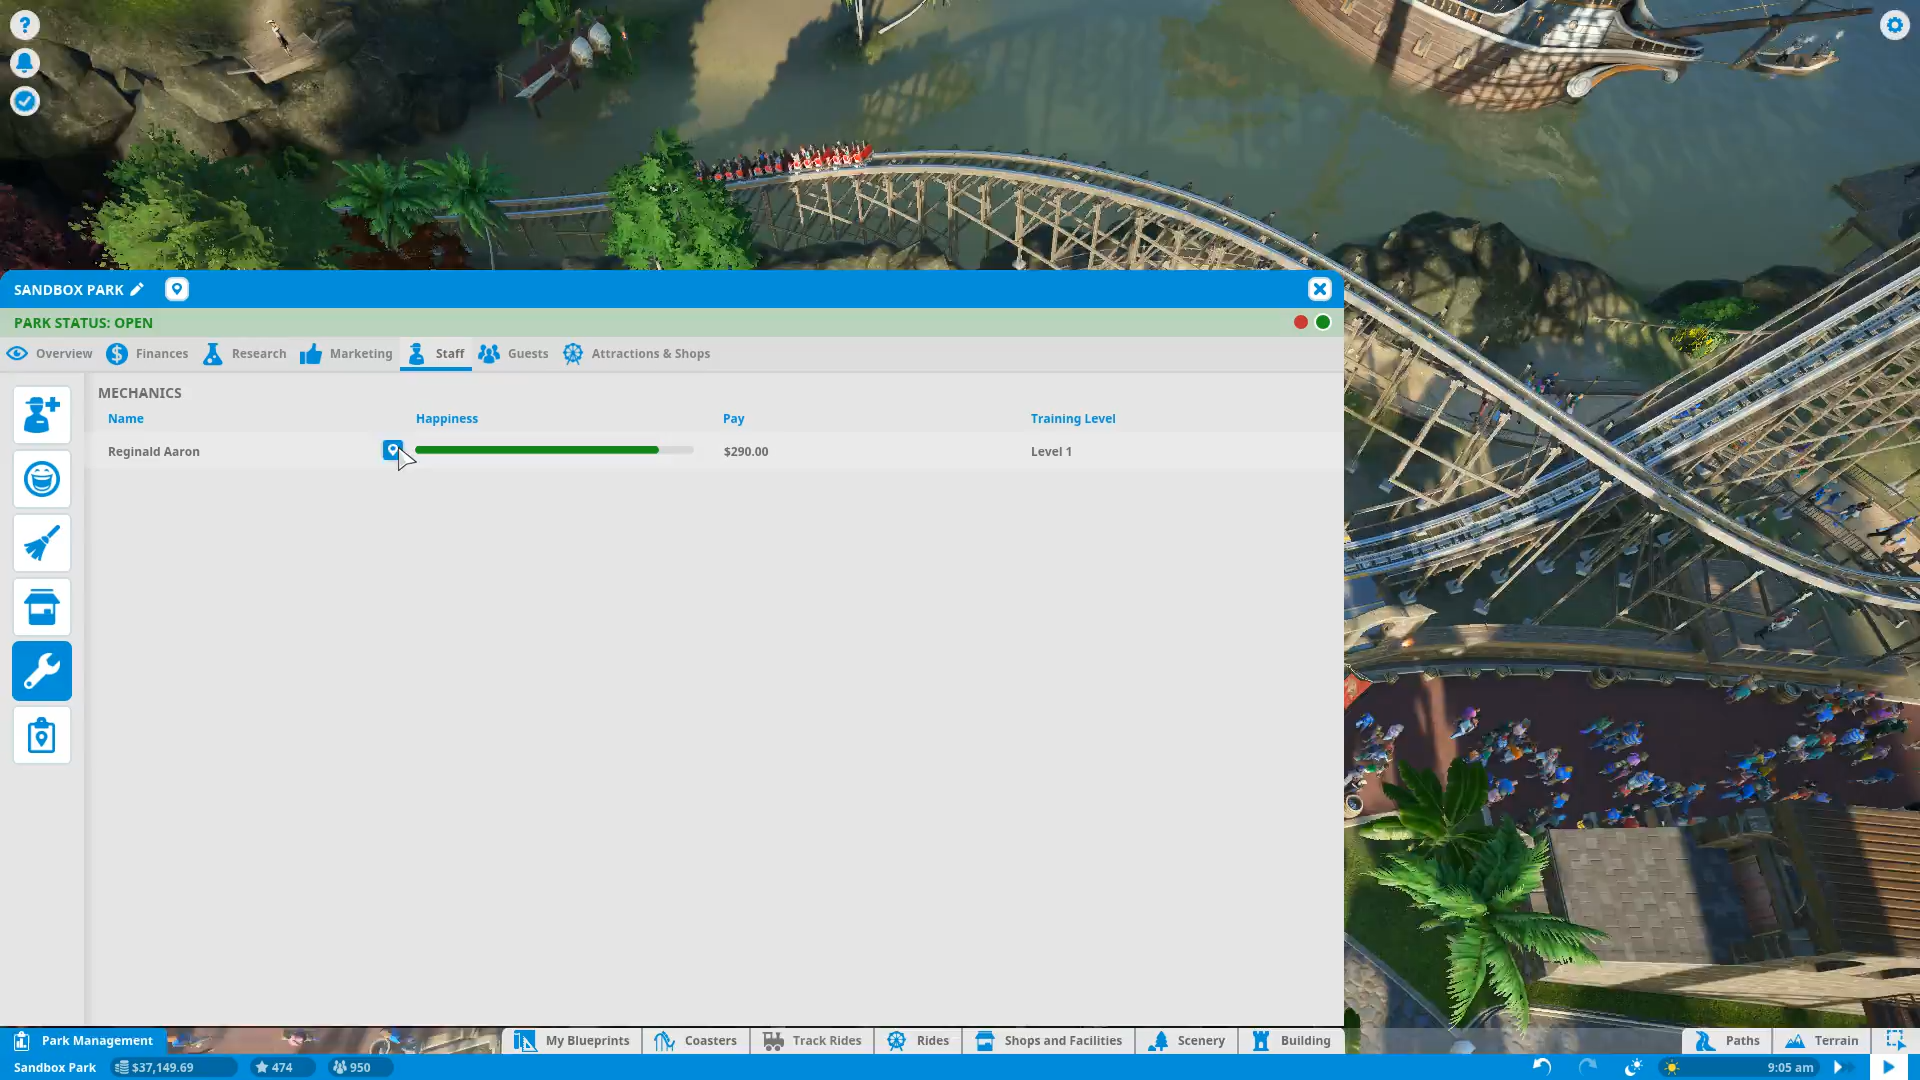 SANDBOX PARK
PARK STATUS: OPEN
Overview Finances Research Marketing Staff Guests Attractions & Shops
MECHANICS
Name Happiness Pay Training Level
Reginald Aaron $290.00 Level 1
Park Management My Blueprints Coasters Track Rides Rides Shops and Facilities Scenery Building Paths Terrain
Sandbox Park $37,149.69 474 950 9:05 am